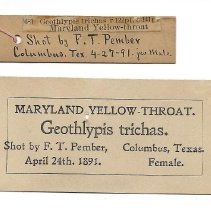 Geothlypis trichas
Maryland Yellow-throat
Shot by F. T. Pember
Columbus, Tex. 4-27-91.
MARYLAND YELLOW-THROAT.
Geothlypis trichas.
Shot by F. T. Pember, Columbus, Texas.
April 24th. 1891. Female.